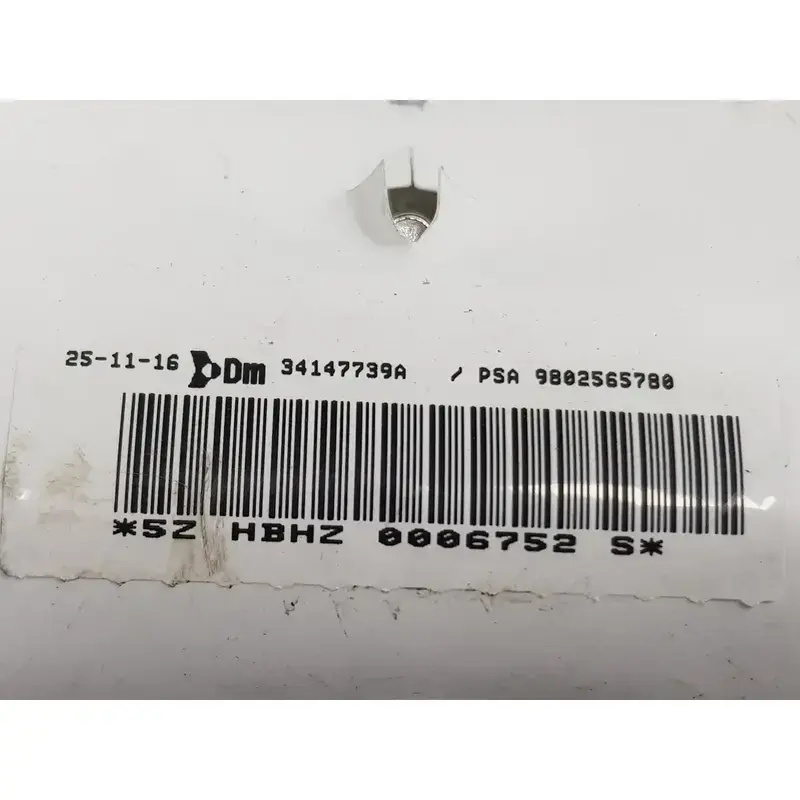 25-11-16 Dm 34147739A / PSA 9802565780
*5Z HBHZ 0006752 S*